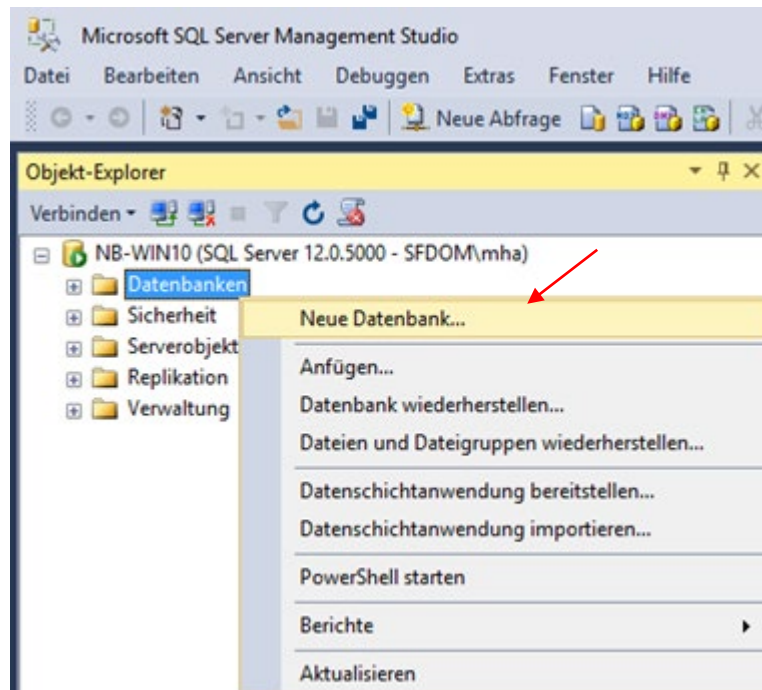 Microsoft SQL Server Management Studio
Datei Bearbeiten Ansicht Debuggen Extras Fenster Hilfe
Neue Abfrage
Objekt-Explorer
Verbinden
NB-WIN10 (SQL Server 12.0.5000 - SFDOM\mha)
Datenbanken
Sicherheit
Serverobjekt
Replikation
Verwaltung
Neue Datenbank...
Anfügen...
Datenbank wiederherstellen...
Dateien und Dateigruppen wiederherstellen...
Datenschichtanwendung bereitstellen...
Datenschichtanwendung importieren...
PowerShell starten
Berichte
Aktualisieren